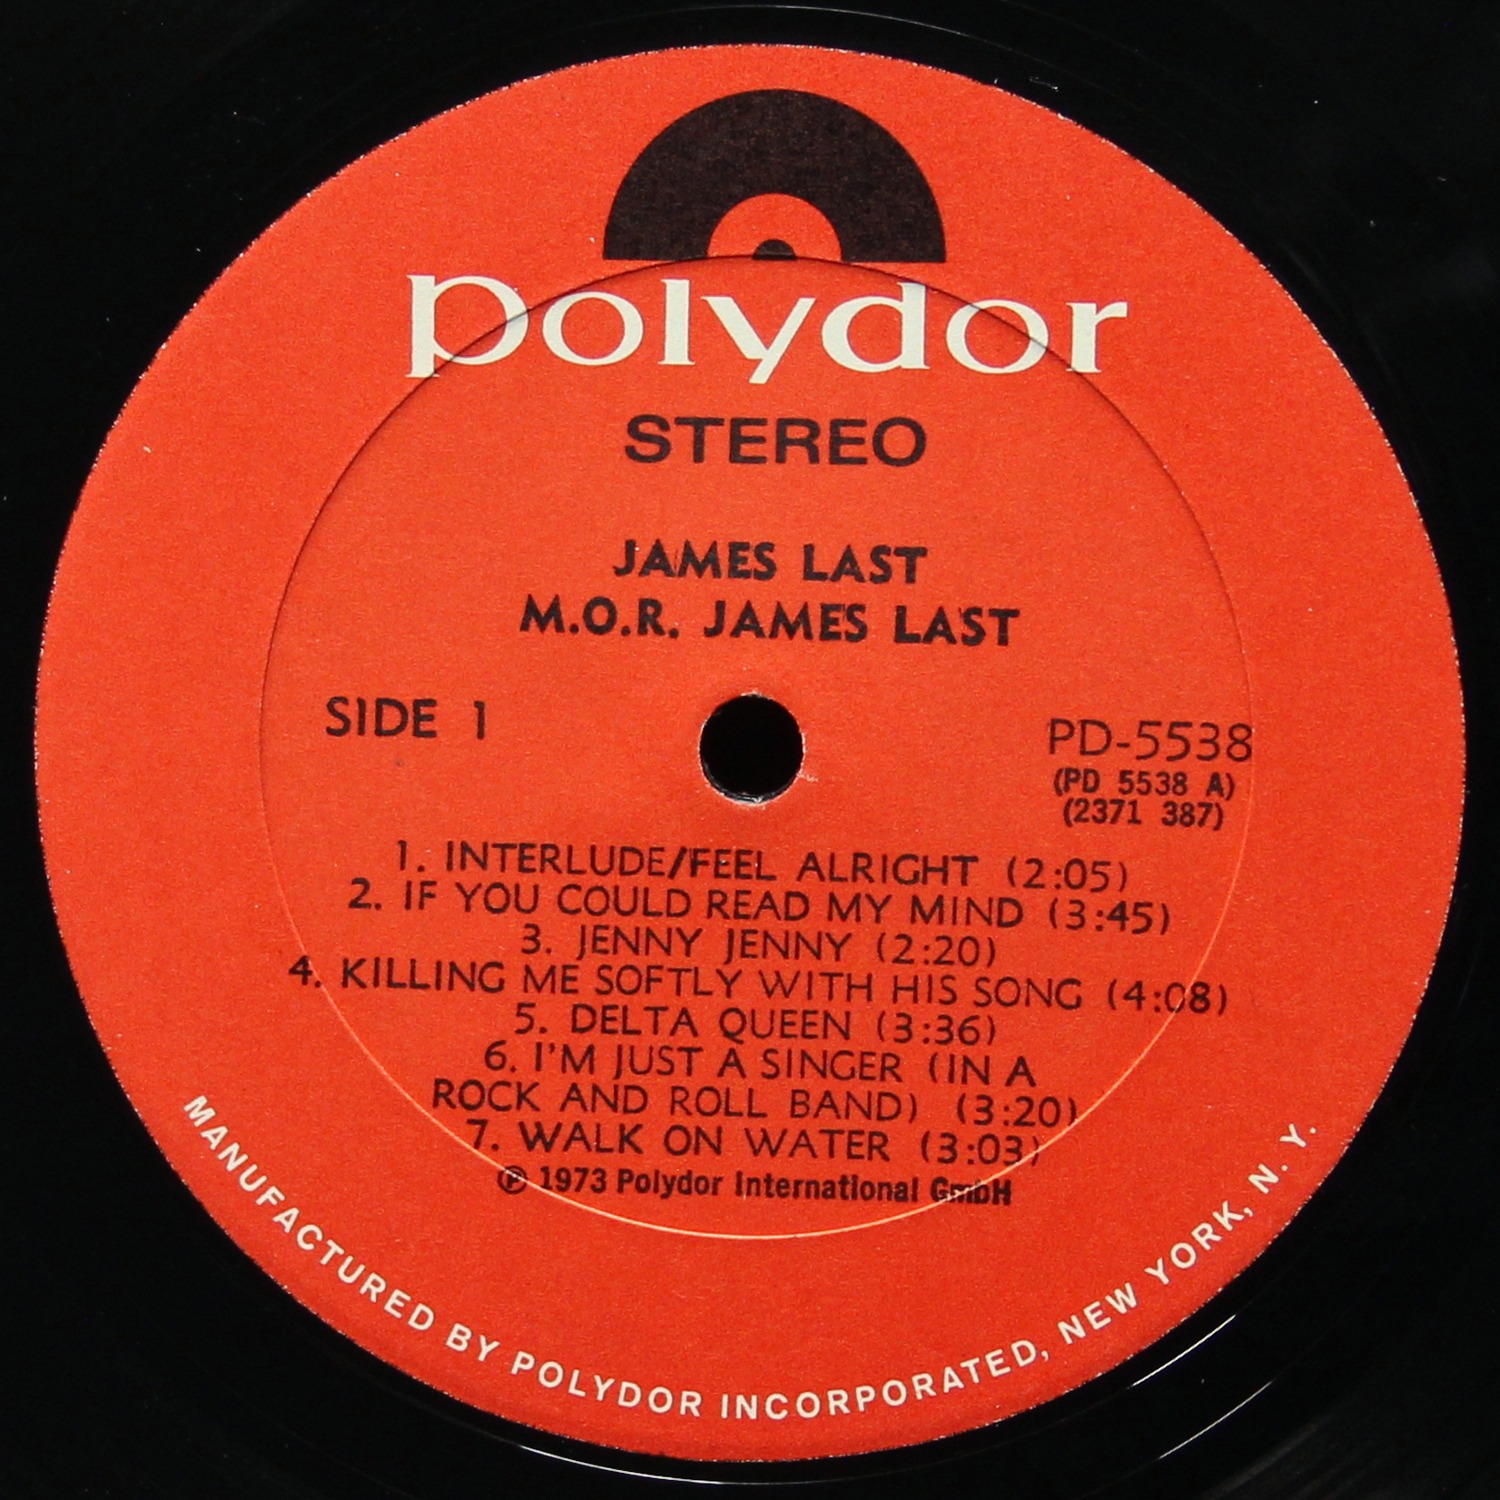 polydor
STEREO
JAMES LAST
M.O.R. JAMES LAST
SIDE 1
PD-5538
(PD 5538 A)
(2371 387)
1. INTERLUDE/FEEL ALRIGHT (2:05)
2. IF YOU COULD READ MY MIND (3:45)
3. JENNY JENNY (2:20)
4. KILLING ME SOFTLY WITH HIS SONG (4:08)
5. DELTA QUEEN (3:36)
6. I'M JUST A SINGER (IN A
ROCK AND ROLL BAND) (3:20)
7. WALK ON WATER (3:03)
℗ 1973 Polydor International GmbH
MANUFACTURED BY POLYDOR INCORPORATED, NEW YORK, N. Y.